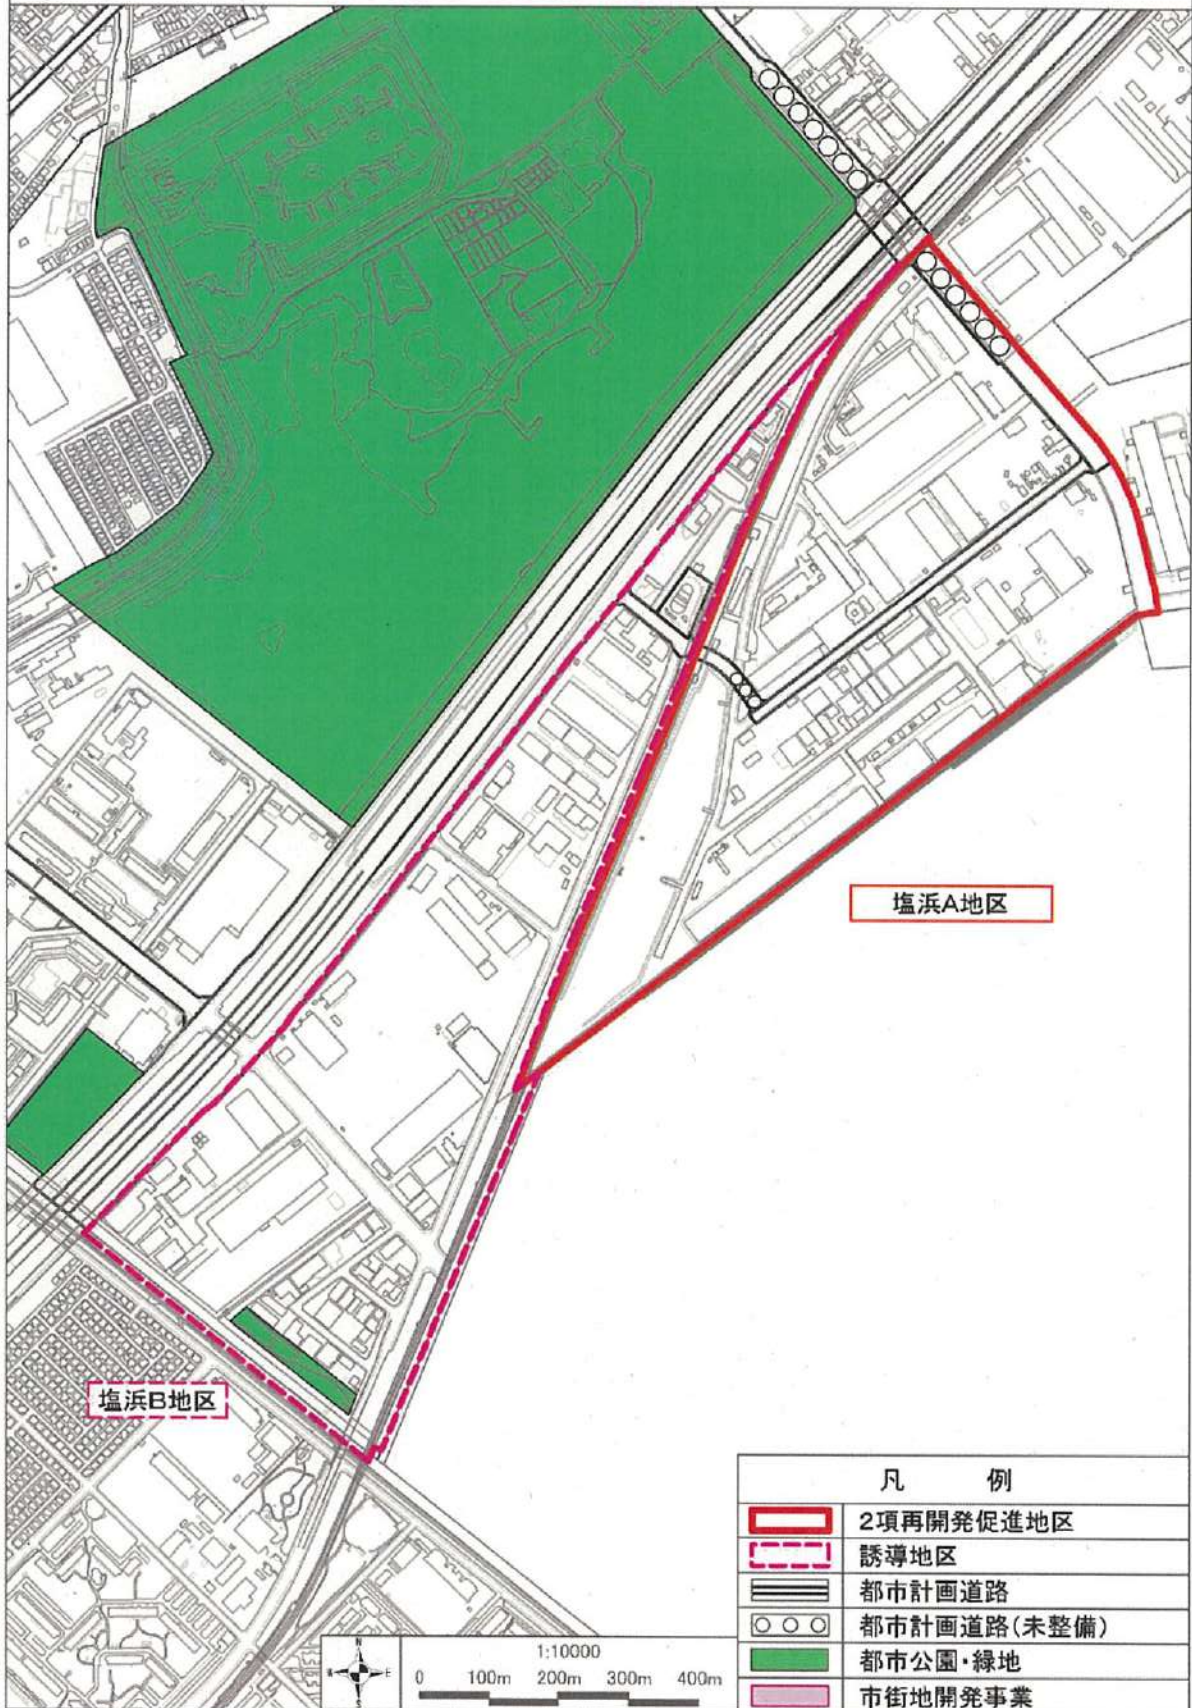 塩浜A地区
塩浜B地区
凡 例
2項再開発促進地区
誘導地区
都市計画道路
都市計画道路(未整備)
都市公園・緑地
市街地開発事業
N
W E
S
1:10000
0 100m 200m 300m 400m